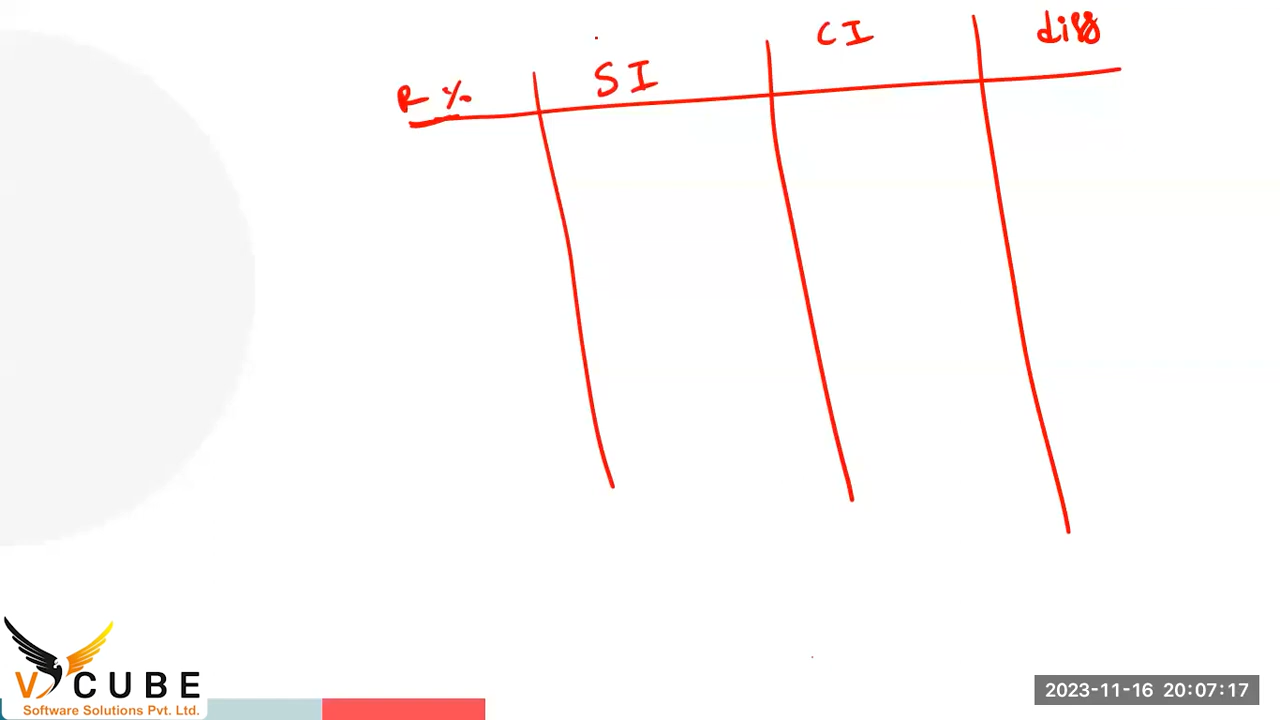 R % SI CI diff
V CUBE
Software Solutions Pvt. Ltd.
2023-11-16 20:07:17